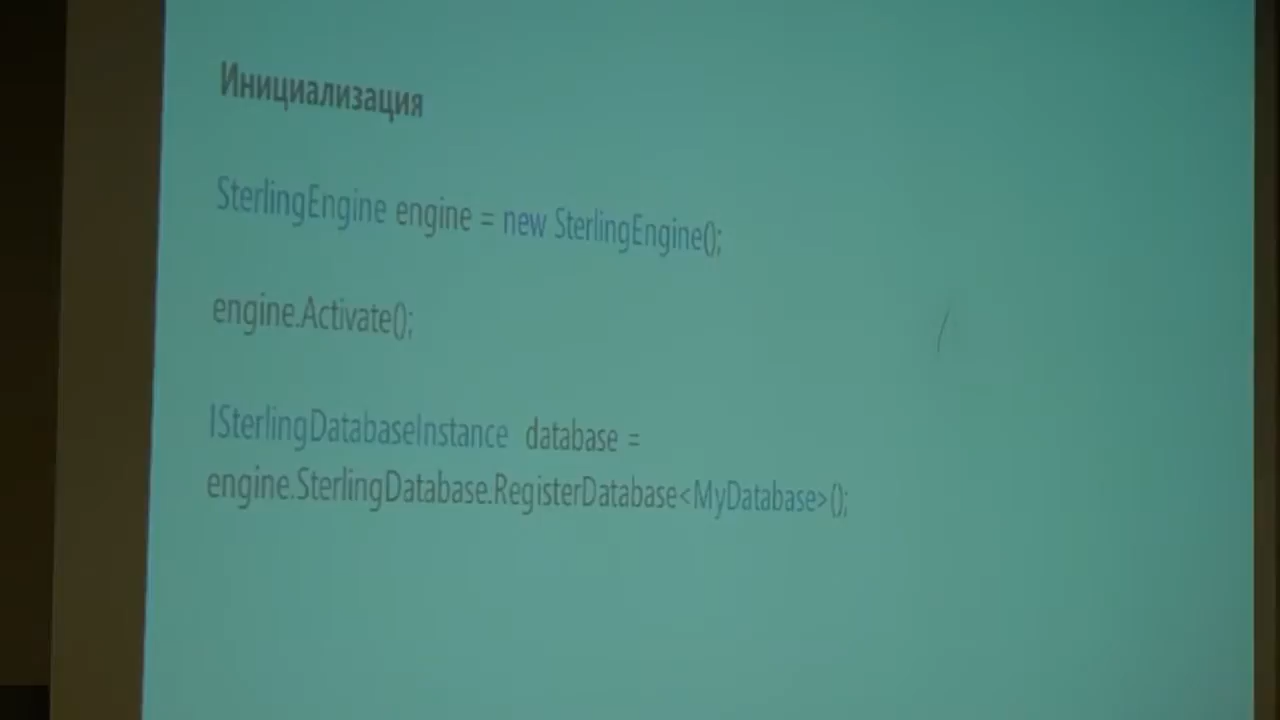 Инициализация
SterlingEngine engine = new SterlingEngine();
engine.Activate();
ISterlingDatabaseInstance database =
engine.SterlingDatabase.RegisterDatabase<MyDatabase>();